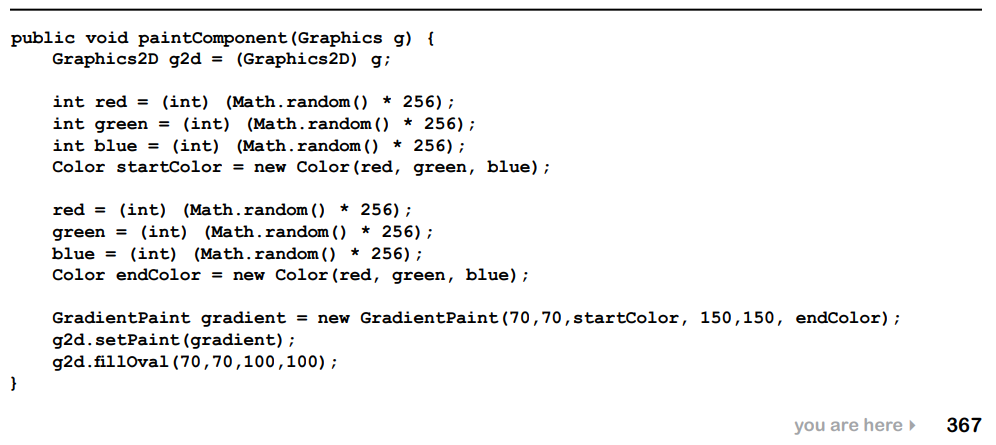 public void paintComponent(Graphics g) {
    Graphics2D g2d = (Graphics2D) g;

    int red = (int) (Math.random() * 256);
    int green = (int) (Math.random() * 256);
    int blue = (int) (Math.random() * 256);
    Color startColor = new Color(red, green, blue);

    red = (int) (Math.random() * 256);
    green = (int) (Math.random() * 256);
    blue = (int) (Math.random() * 256);
    Color endColor = new Color(red, green, blue);

    GradientPaint gradient = new GradientPaint(70,70,startColor, 150,150, endColor);
    g2d.setPaint(gradient);
    g2d.fillOval(70,70,100,100);
}
you are here ▸ 367